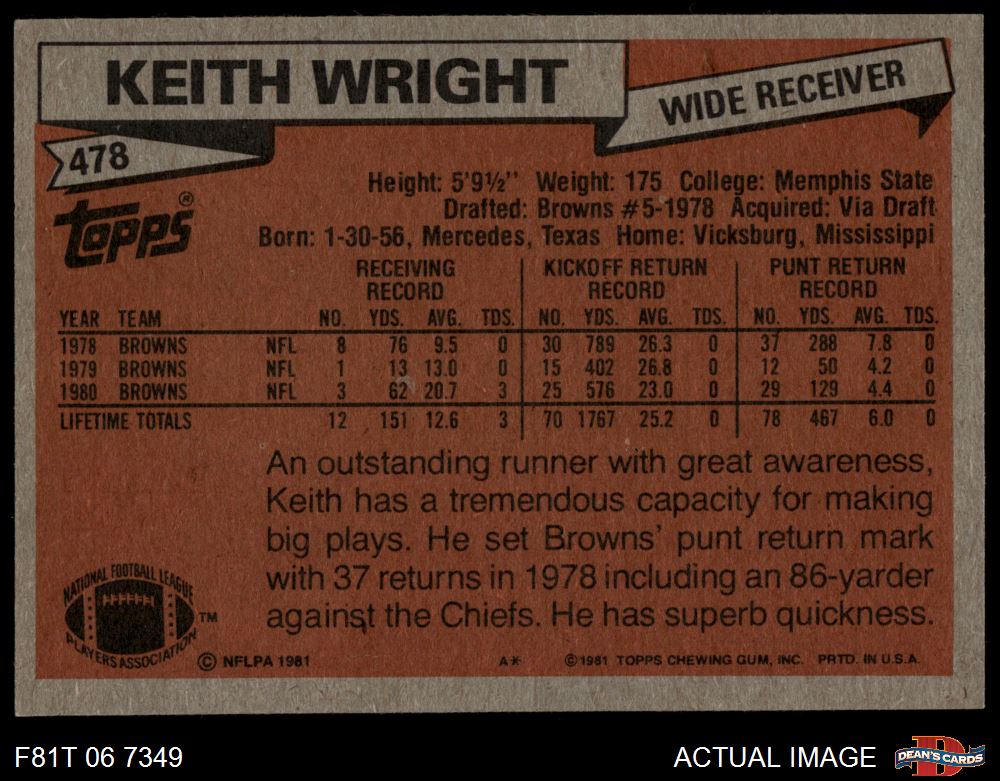 KEITH WRIGHT
WIDE RECEIVER
478
topps®
Height: 5'9½" Weight: 175 College: Memphis State
Drafted: Browns #5-1978 Acquired: Via Draft
Born: 1-30-56, Mercedes, Texas Home: Vicksburg, Mississippi
RECEIVING RECORD KICKOFF RETURN RECORD PUNT RETURN RECORD
YEAR TEAM NO. YDS. AVG. TDS. NO. YDS. AVG. TDS. NO. YDS. AVG. TDS.
1978 BROWNS NFL 8 76 9.5 0 30 789 26.3 0 37 288 7.8 0
1979 BROWNS NFL 1 13 13.0 0 15 402 26.8 0 12 50 4.2 0
1980 BROWNS NFL 3 62 20.7 3 25 576 23.0 0 29 129 4.4 0
LIFETIME TOTALS 12 151 12.6 3 70 1767 25.2 0 78 467 6.0 0
An outstanding runner with great awareness,
Keith has a tremendous capacity for making
big plays. He set Browns' punt return mark
with 37 returns in 1978 including an 86-yarder
against the Chiefs. He has superb quickness.
NATIONAL FOOTBALL LEAGUE
PLAYERS ASSOCIATION ™
© NFLPA 1981 A* ©1981 TOPPS CHEWING GUM, INC. PRTD. IN U.S.A.
F81T 06 7349 ACTUAL IMAGE D DEAN'S CARDS